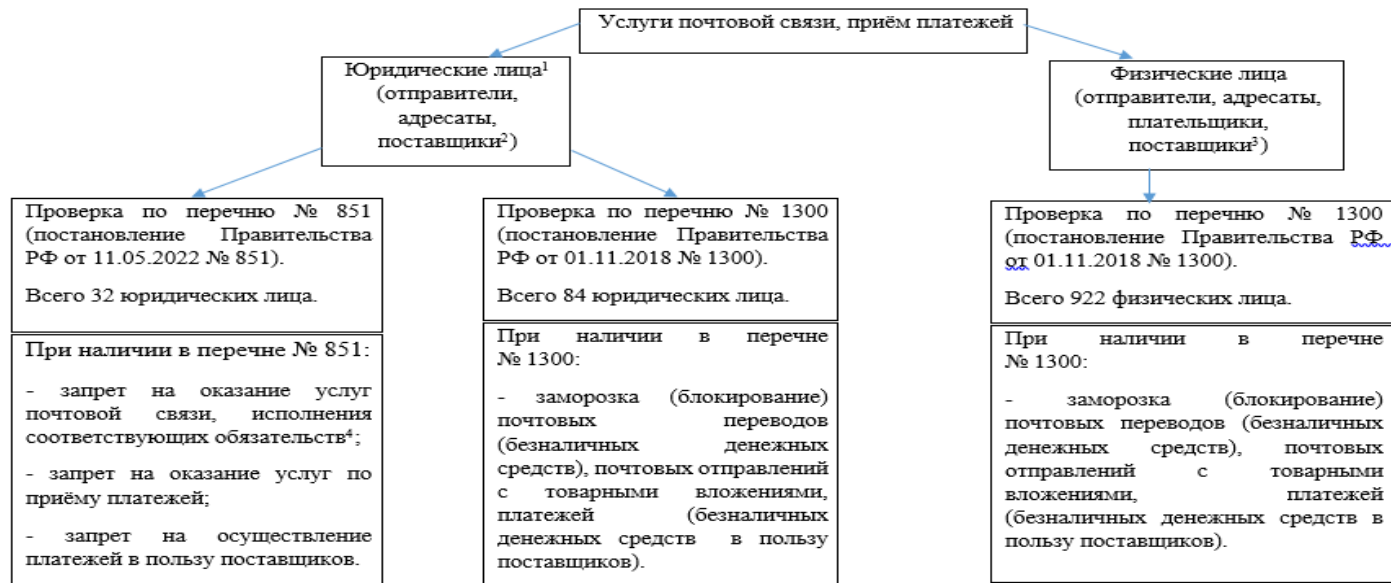 Услуги почтовой связи, приём платежей
Юридические лица¹
(отправители,
адресаты,
поставщики²)
Физические лица
(отправители, адресаты,
плательщики,
поставщики³)
Проверка по перечню № 851
(постановление Правительства
РФ от 11.05.2022 № 851).
Всего 32 юридических лица.
При наличии в перечне № 851:
- запрет на оказание услуг
почтовой связи, исполнения
соответствующих обязательств⁴;
- запрет на оказание услуг по
приёму платежей;
- запрет на осуществление
платежей в пользу поставщиков.
Проверка по перечню № 1300
(постановление Правительства
РФ от 01.11.2018 № 1300).
Всего 84 юридических лица.
При наличии в перечне
№ 1300:
- заморозка (блокирование)
почтовых переводов
(безналичных денежных
средств), почтовых отправлений
с товарными вложениями,
платежей (безналичных
денежных средств в пользу
поставщиков).
Проверка по перечню № 1300
(постановление Правительства РФ
от 01.11.2018 № 1300).
Всего 922 физических лица.
При наличии в перечне
№ 1300:
- заморозка (блокирование)
почтовых переводов (безналичных
денежных средств), почтовых
отправлений с товарными
вложениями, платежей
(безналичных денежных средств в
пользу поставщиков).